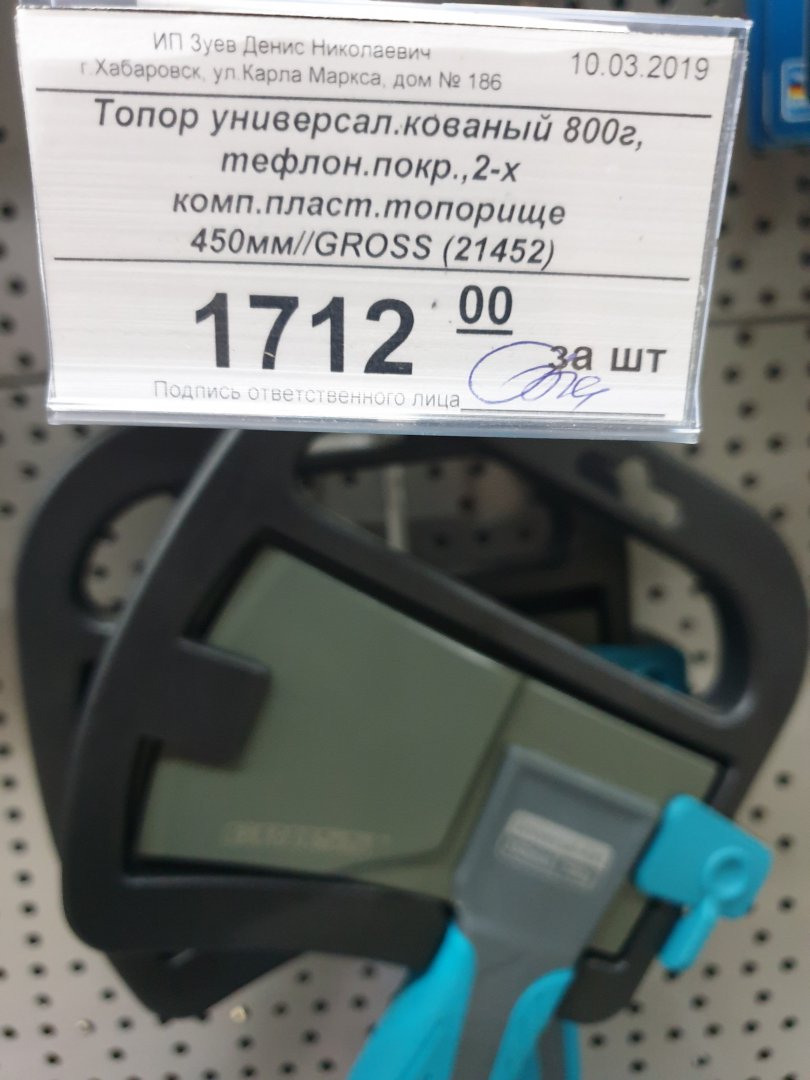 ИП Зуев Денис Николаевич
г.Хабаровск, ул.Карла Маркса, дом № 186
10.03.2019
Топор универсал.кованый 800г,
тефлон.покр.,2-х
комп.пласт.топорище
450мм//GROSS (21452)
1712 00
за шт
Подпись ответственного лица